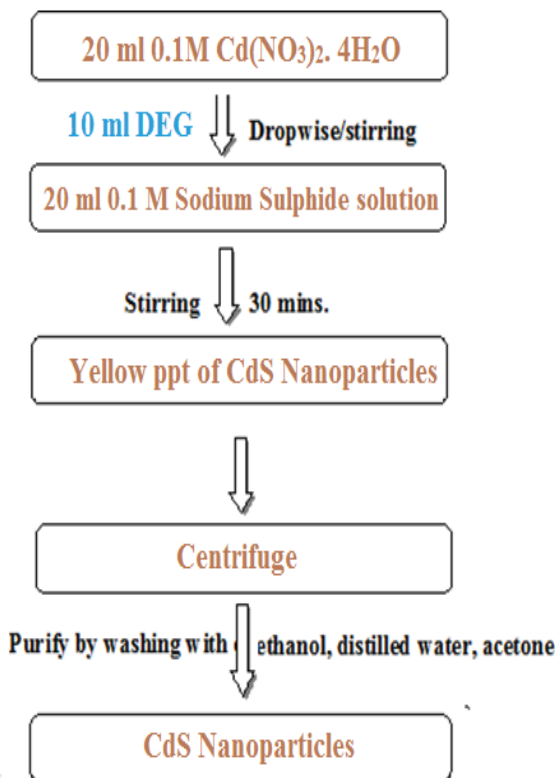 20 ml 0.1M Cd(NO₃)₂. 4H₂O
10 ml DEG Dropwise/stirring
20 ml 0.1 M Sodium Sulphide solution
Stirring 30 mins.
Yellow ppt of CdS Nanoparticles
Centrifuge
Purify by washing with ethanol, distilled water, acetone
CdS Nanoparticles